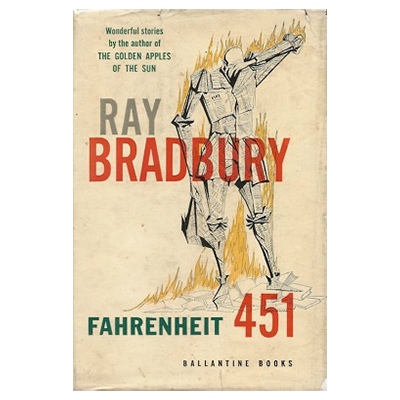 Wonderful stories
by the author of
THE GOLDEN APPLES
OF THE SUN
RAY
BRADBURY
FAHRENHEIT 451
BALLANTINE BOOKS